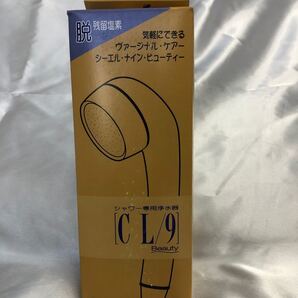 脱 残留塩素
気軽にできる
ヴァージナル・ケアー
シーエル・ナイン・ビューティー
シャワー専用浄水器
[C L/9]
Beauty